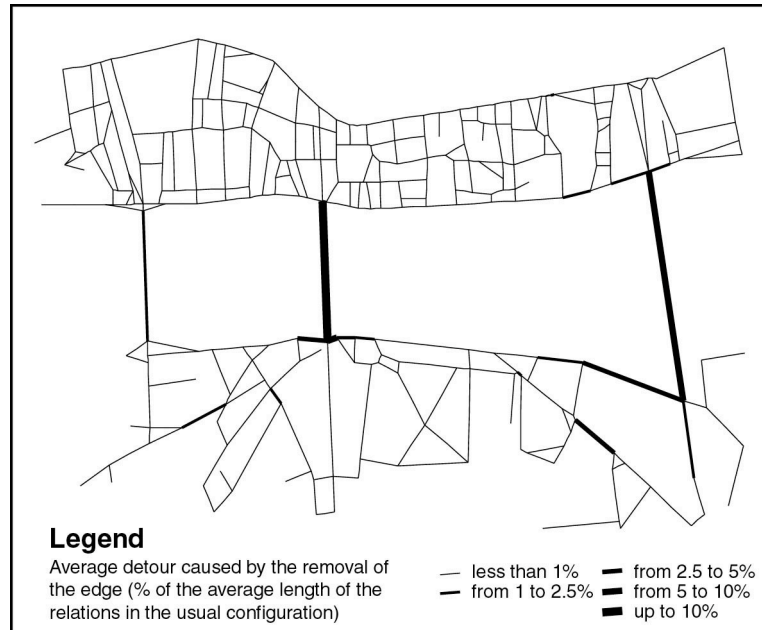 Legend
Average detour caused by the removal of
the edge (% of the average length of the
relations in the usual configuration)
less than 1%
from 1 to 2.5%
from 2.5 to 5%
from 5 to 10%
up to 10%